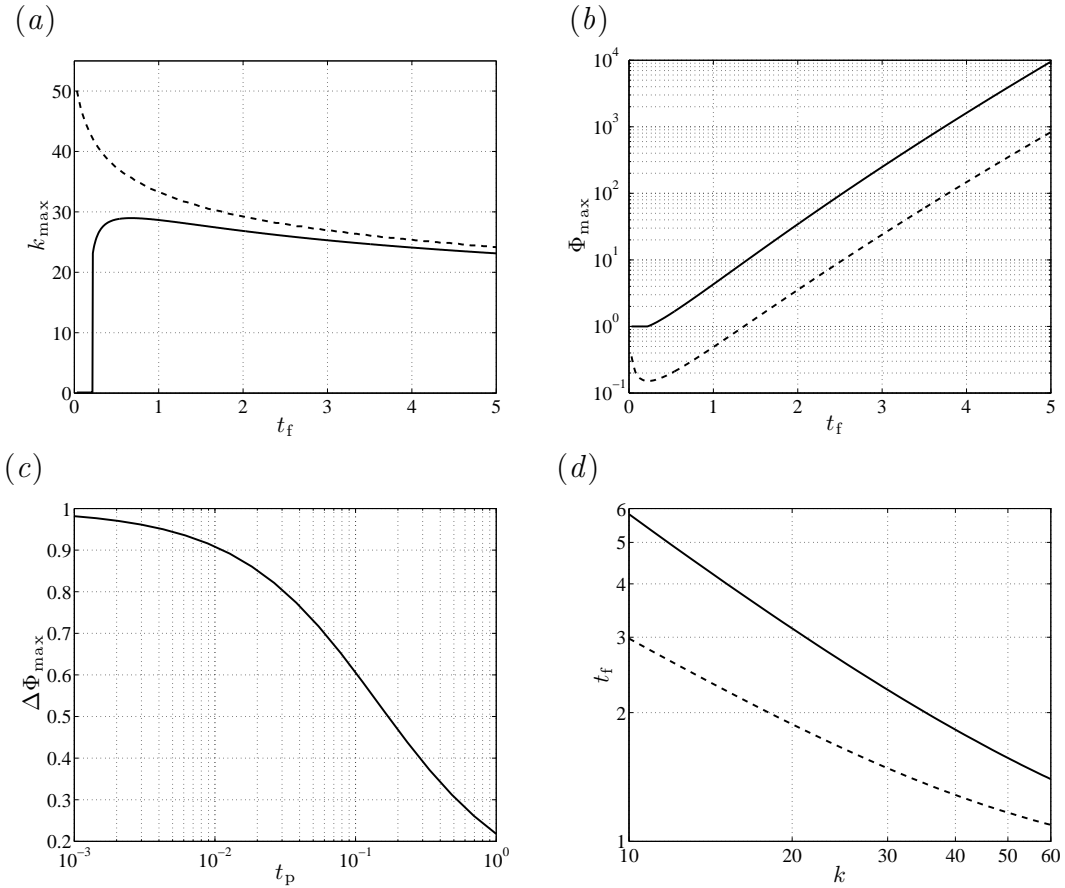 (a)
50
40
30
20
10
0
k_max
0 1 2 3 4 5
t_f
(b)
10^4
10^3
10^2
10^1
10^0
10^−1
Φ_max
0 1 2 3 4 5
t_f
(c)
1
0.9
0.8
0.7
0.6
0.5
0.4
0.3
0.2
ΔΦ_max
10^−3 10^−2 10^−1 10^0
t_p
(d)
6
5
4
3
2
1
t_f
10 20 30 40 50 60
k